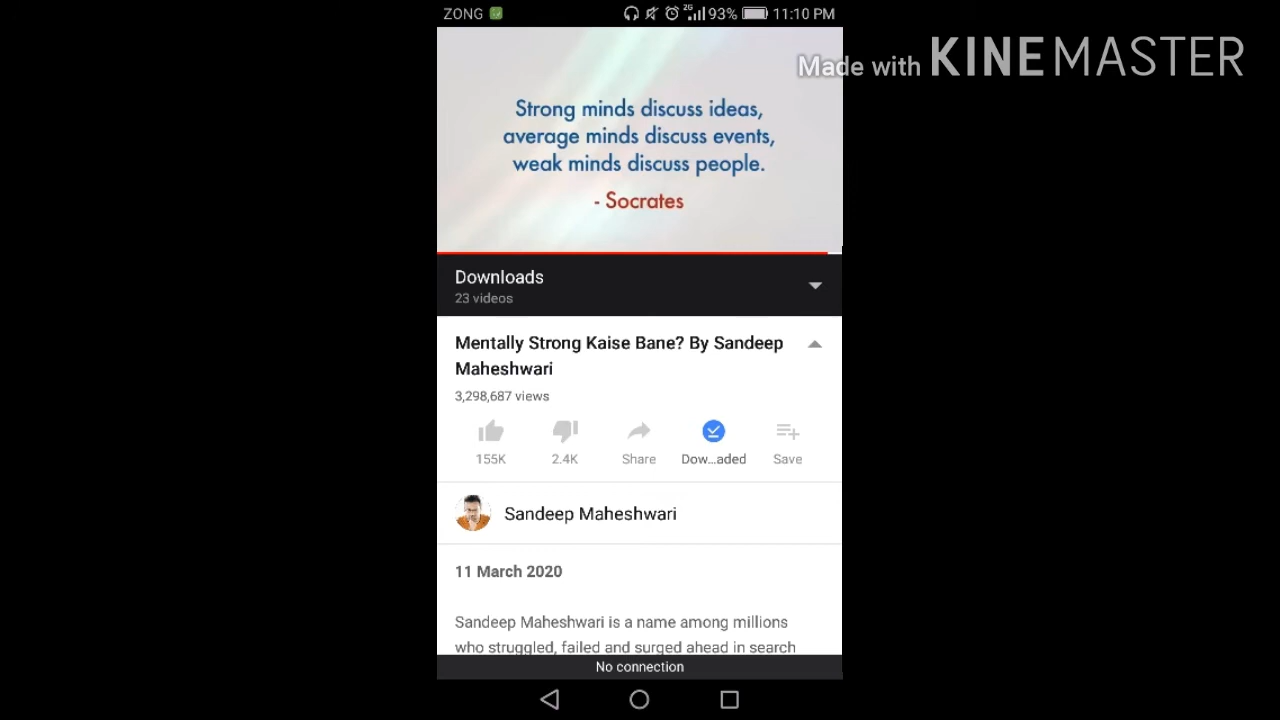 ZONG 2G 93% 11:10 PM
Made with KINEMASTER
Strong minds discuss ideas,
average minds discuss events,
weak minds discuss people.
- Socrates
Downloads
23 videos
Mentally Strong Kaise Bane? By Sandeep
Maheshwari
3,298,687 views
155K 2.4K Share Dow...aded Save
Sandeep Maheshwari
11 March 2020
Sandeep Maheshwari is a name among millions
who struggled, failed and surged ahead in search
No connection